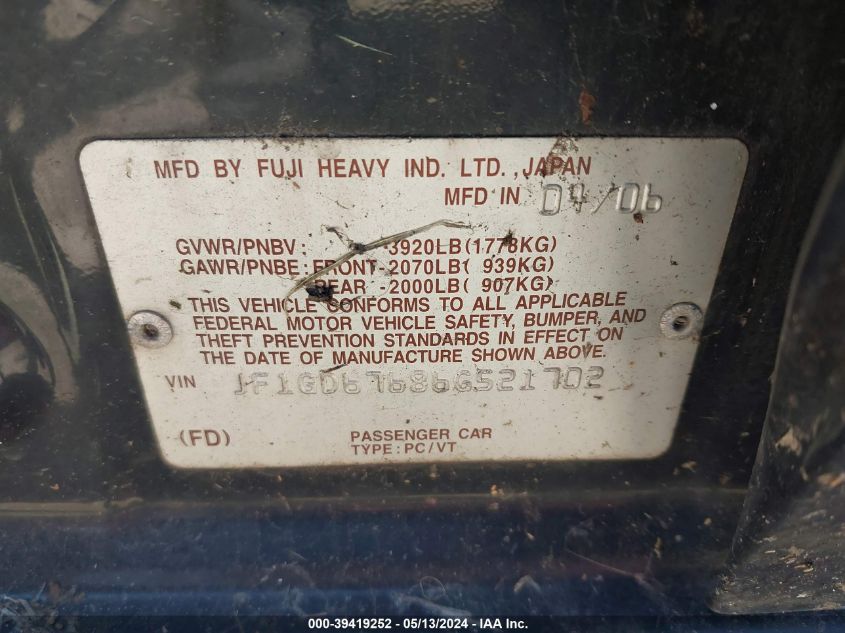 MFD BY FUJI HEAVY IND. LTD., JAPAN
MFD IN 04/06
GVWR/PNBV: 3920LB(1778KG)
GAWR/PNBE: FRONT-2070LB( 939KG)
REAR -2000LB( 907KG)
THIS VEHICLE CONFORMS TO ALL APPLICABLE
FEDERAL MOTOR VEHICLE SAFETY, BUMPER, AND
THEFT PREVENTION STANDARDS IN EFFECT ON
THE DATE OF MANUFACTURE SHOWN ABOVE.
VIN JF1GD67686G521702
(FD) PASSENGER CAR
TYPE:PC/VT
000-39419252 - 05/13/2024 - IAA, Inc.